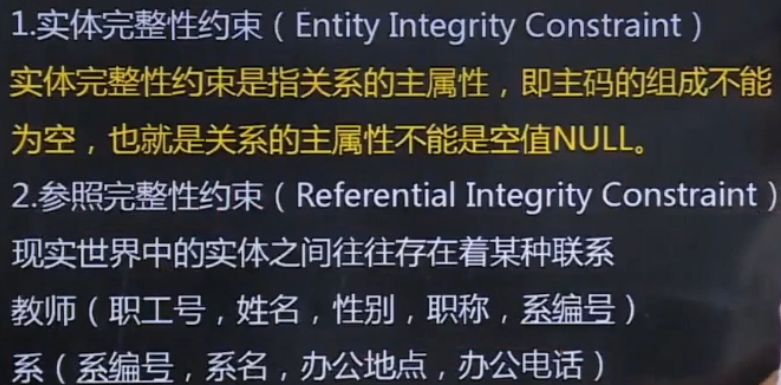 1.实体完整性约束（Entity Integrity Constraint）
实体完整性约束是指关系的主属性，即主码的组成不能
为空，也就是关系的主属性不能是空值NULL。
2.参照完整性约束（Referential Integrity Constraint）
现实世界中的实体之间往往存在着某种联系
教师（职工号，姓名，性别，职称，系编号）
系（系编号，系名，办公地点，办公电话）